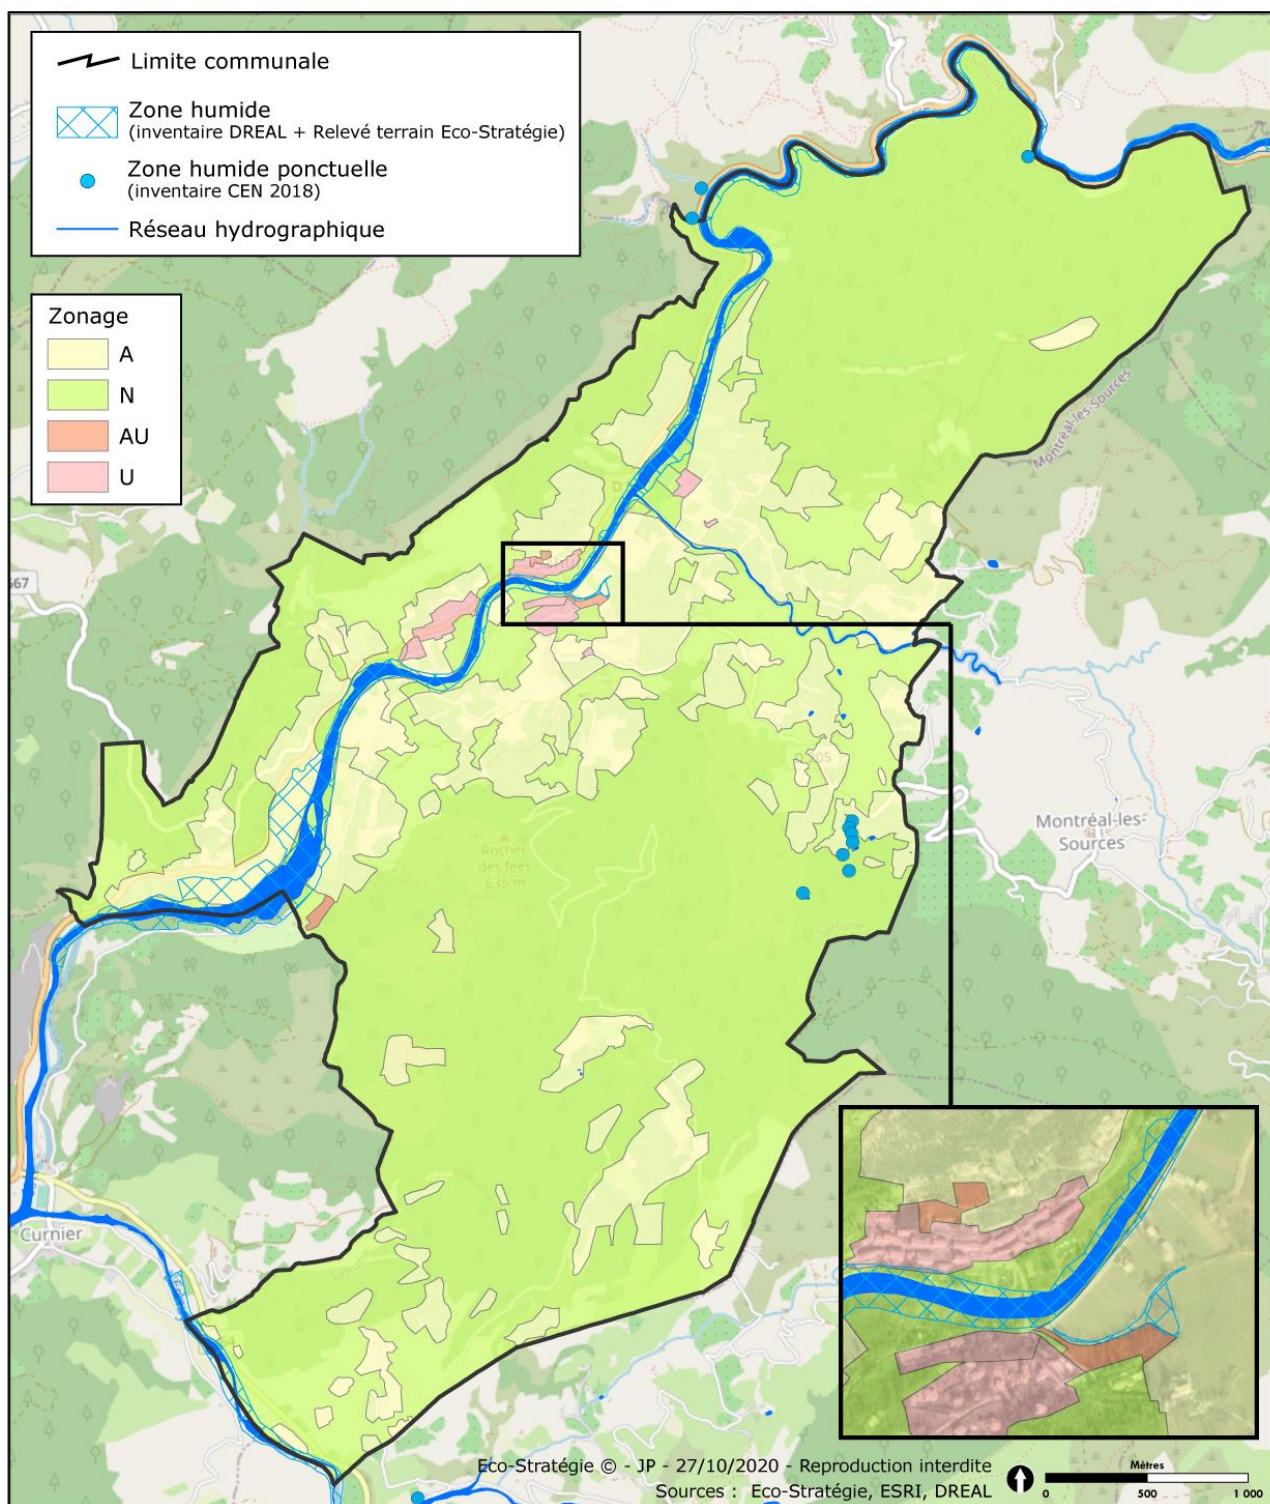 Limite communale
Zone humide
(inventaire DREAL + Relevé terrain Eco-Stratégie)
Zone humide ponctuelle
(inventaire CEN 2018)
Réseau hydrographique
Zonage
A
N
AU
U
Montréal-les-Sources
Montréal-les-
Sources
Rocher
des fées
635 m
Curnier
Eco-Stratégie © - JP - 27/10/2020 - Reproduction interdite
Sources : Eco-Stratégie, ESRI, DREAL
Mètres
0 500 1 000